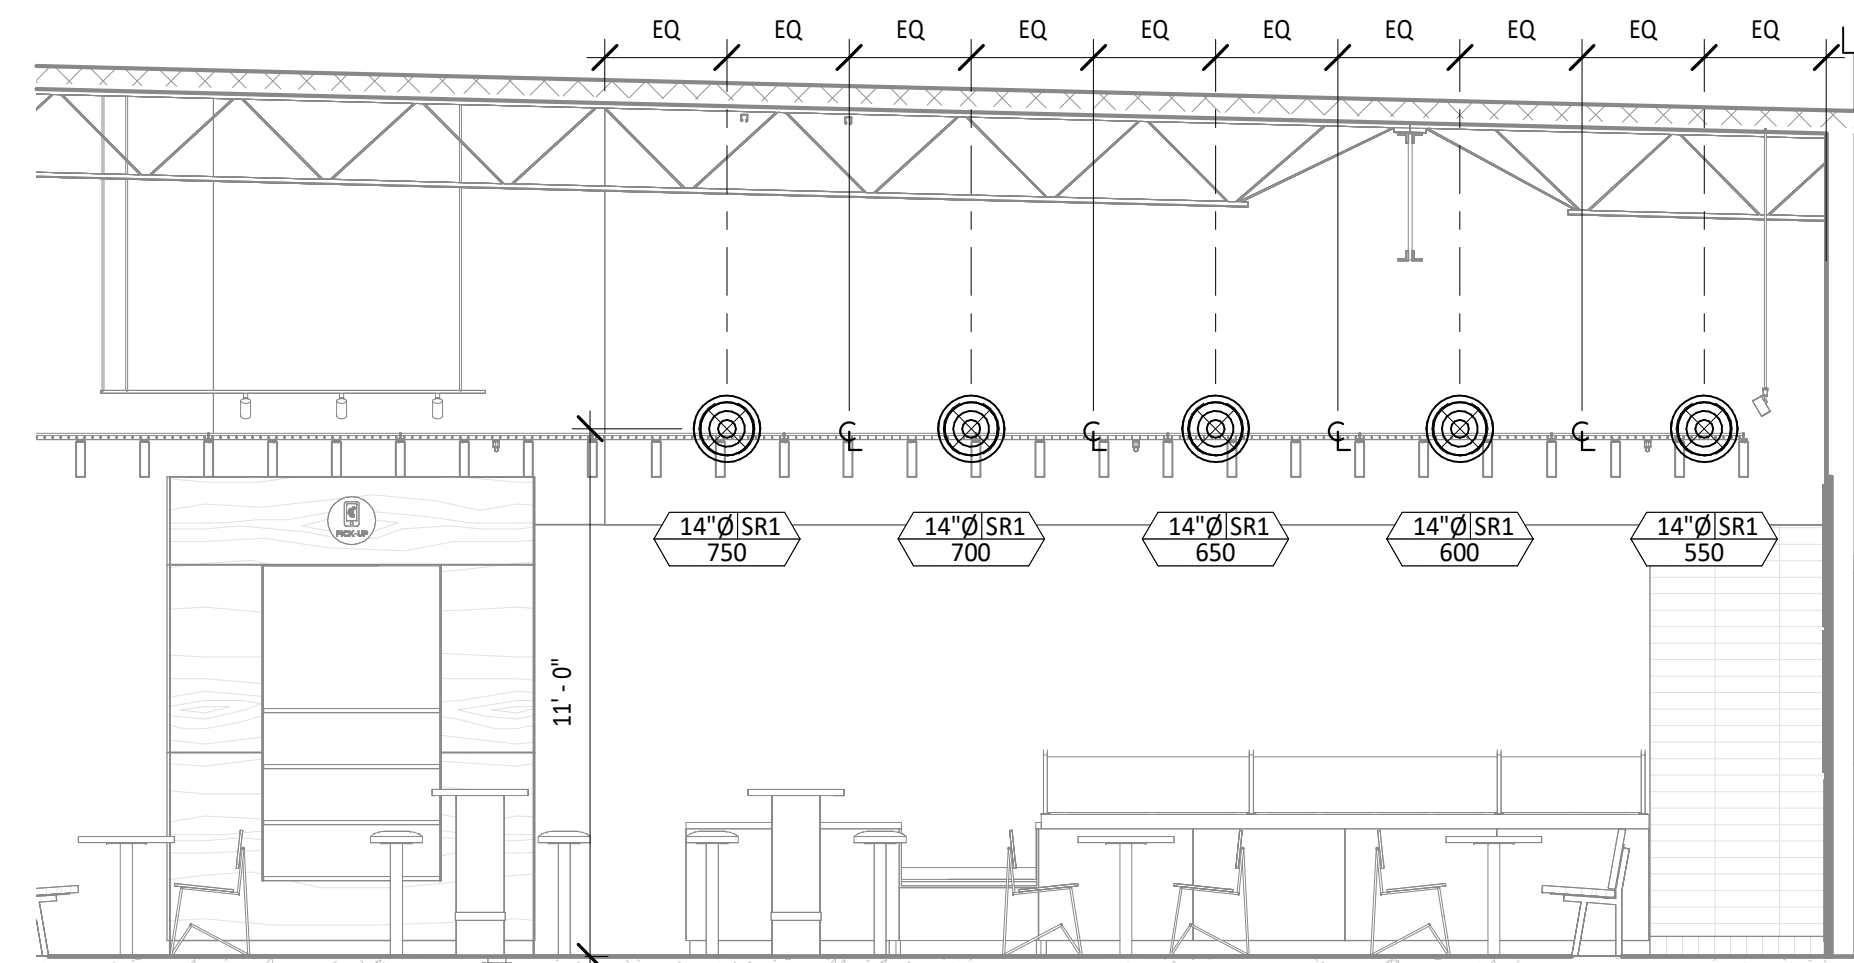 EQ EQ EQ EQ EQ EQ EQ EQ EQ EQ
PICK-UP
14"Ø SR1
750
14"Ø SR1
700
14"Ø SR1
650
14"Ø SR1
600
14"Ø SR1
550
11' - 0"